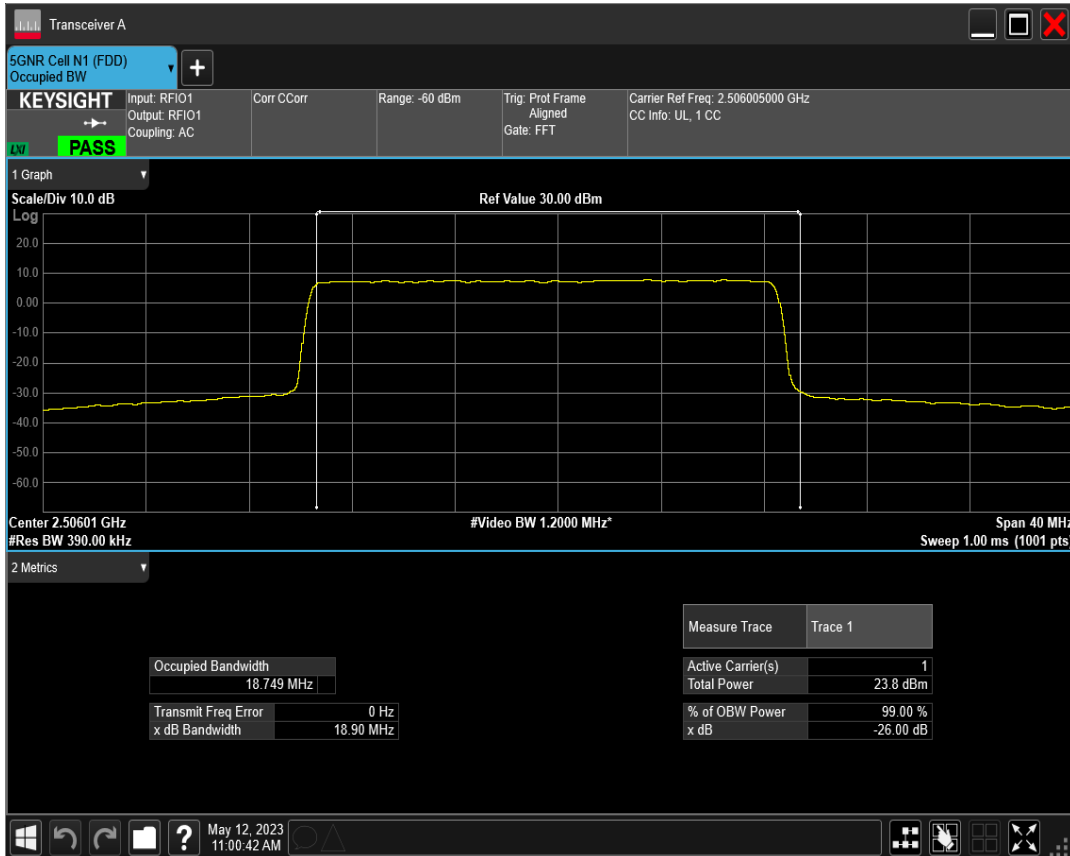 Transceiver A
5GNR Cell N1 (FDD)
Occupied BW
+
KEYSIGHT
LXI
PASS
Input: RFIO1
Output: RFIO1
Coupling: AC
Corr CCorr
Range: -60 dBm
Trig: Prot Frame
Aligned
Gate: FFT
Carrier Ref Freq: 2.506005000 GHz
CC Info: UL, 1 CC
1 Graph
Scale/Div 10.0 dB
Ref Value 30.00 dBm
Log
20.0
10.0
0.00
-10.0
-20.0
-30.0
-40.0
-50.0
-60.0
Center 2.50601 GHz
#Video BW 1.2000 MHz*
Span 40 MHz
#Res BW 390.00 kHz
Sweep 1.00 ms (1001 pts)
2 Metrics
Measure Trace Trace 1
Occupied Bandwidth
18.749 MHz
Active Carrier(s) 1
Total Power 23.8 dBm
Transmit Freq Error 0 Hz
x dB Bandwidth 18.90 MHz
% of OBW Power 99.00 %
x dB -26.00 dB
?
May 12, 2023
11:00:42 AM